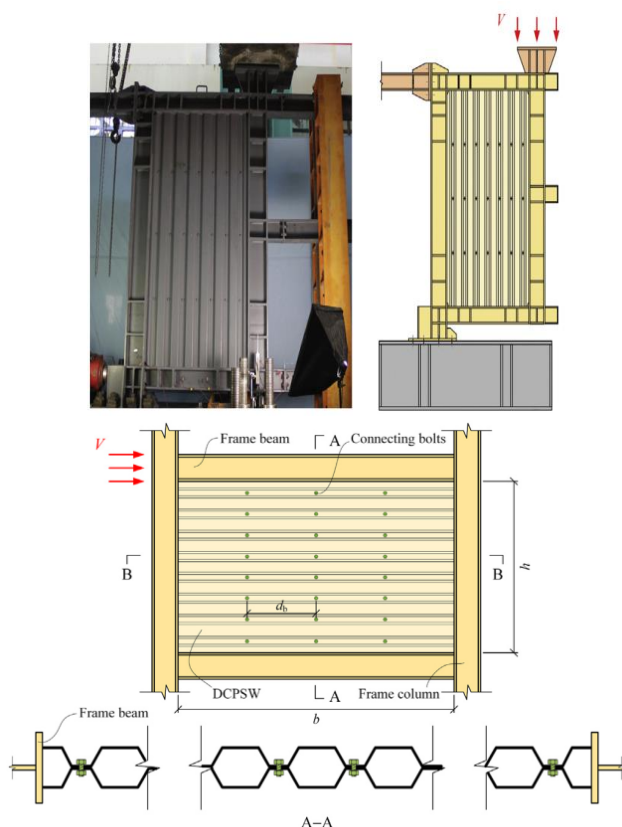 V
V
Frame beam
A
Connecting bolts
B
B
h
d_b
DCPSW
A
Frame column
b
Frame beam
A–A